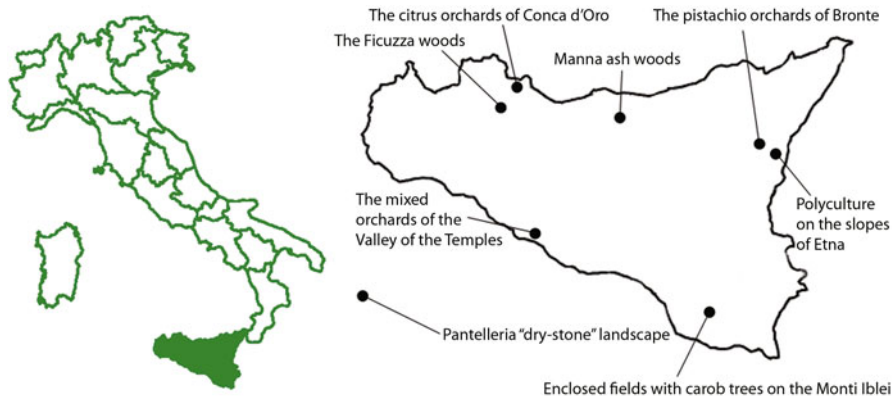 The citrus orchards of Conca d'Oro
The pistachio orchards of Bronte
The Ficuzza woods
Manna ash woods
The mixed
orchards of the
Valley of the Temples
Polyculture
on the slopes
of Etna
Pantelleria “dry-stone” landscape
Enclosed fields with carob trees on the Monti Iblei